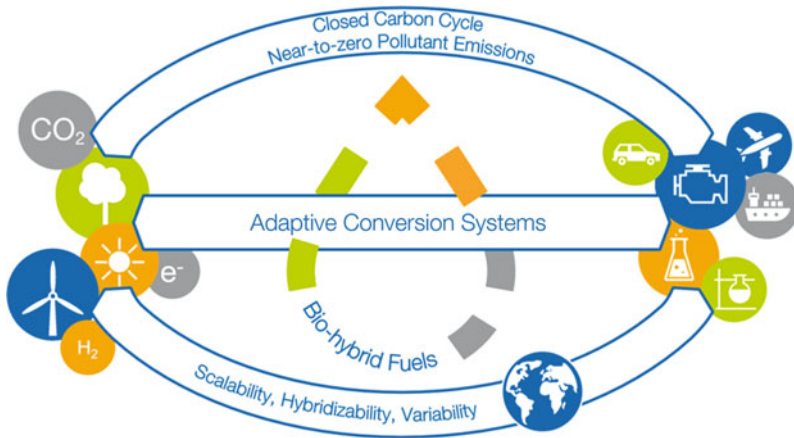 Closed Carbon Cycle
Near-to-zero Pollutant Emissions
CO₂
Adaptive Conversion Systems
e⁻
H₂
Bio-hybrid Fuels
Scalability, Hybridizability, Variability